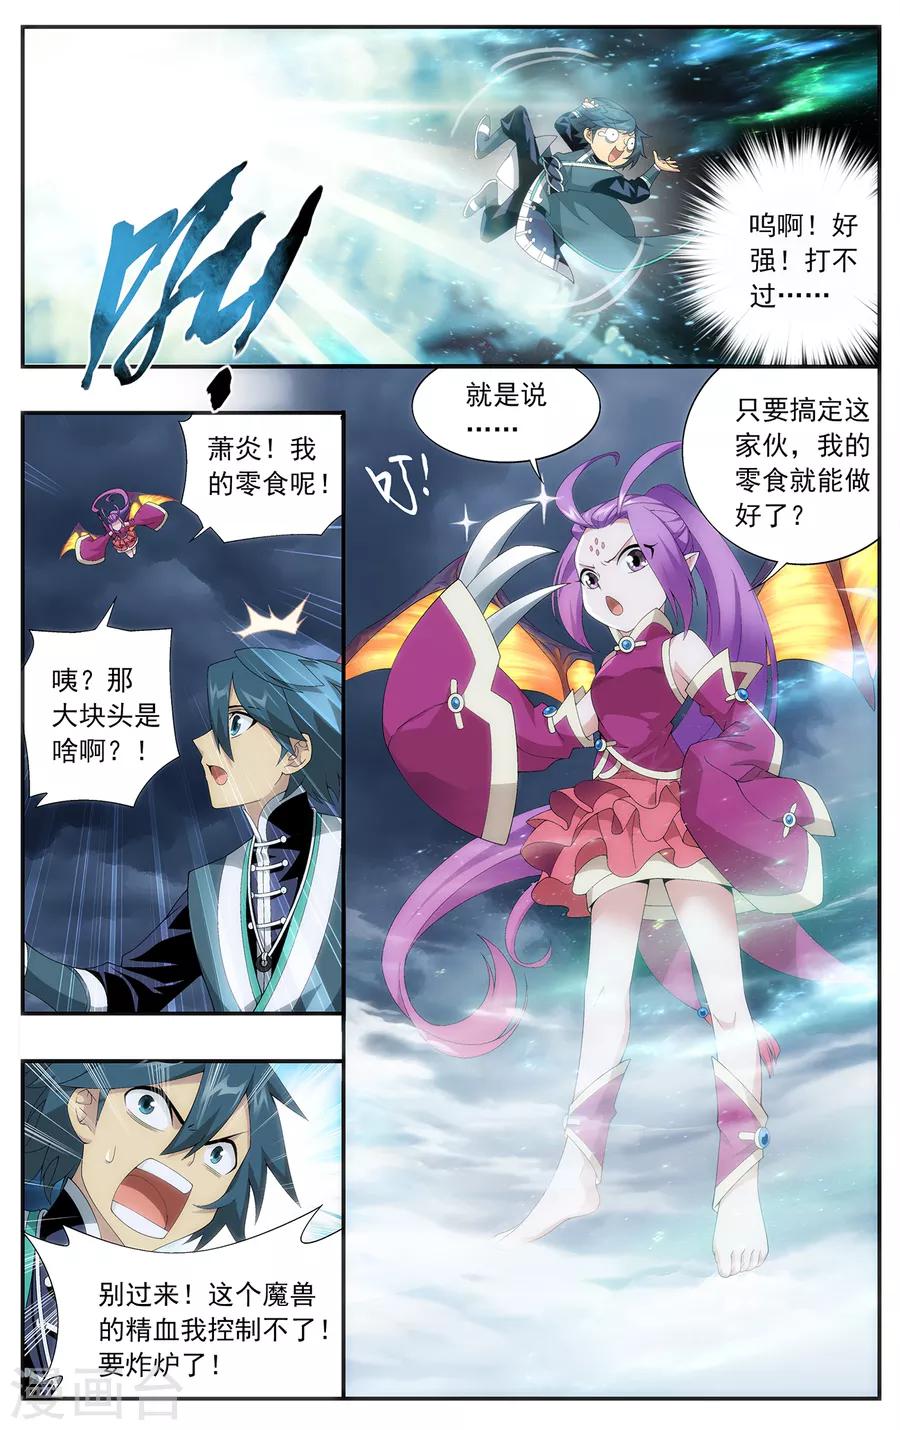 呜啊！好
强！打不
过……
吼！
萧炎！我
的零食呢！
咦？那
大块头是
啥啊？！
别过来！这个魔兽
的精血我控制不了！
要炸炉了！
就是说
……
叮！
只要搞定这
家伙，我的
零食就能做
好了？
漫画台